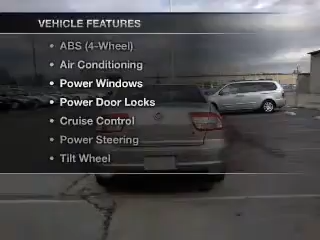 VEHICLE FEATURES
• ABS (4-Wheel)
• Air Conditioning
• Power Windows
• Power Door Locks
• Cruise Control
• Power Steering
• Tilt Wheel